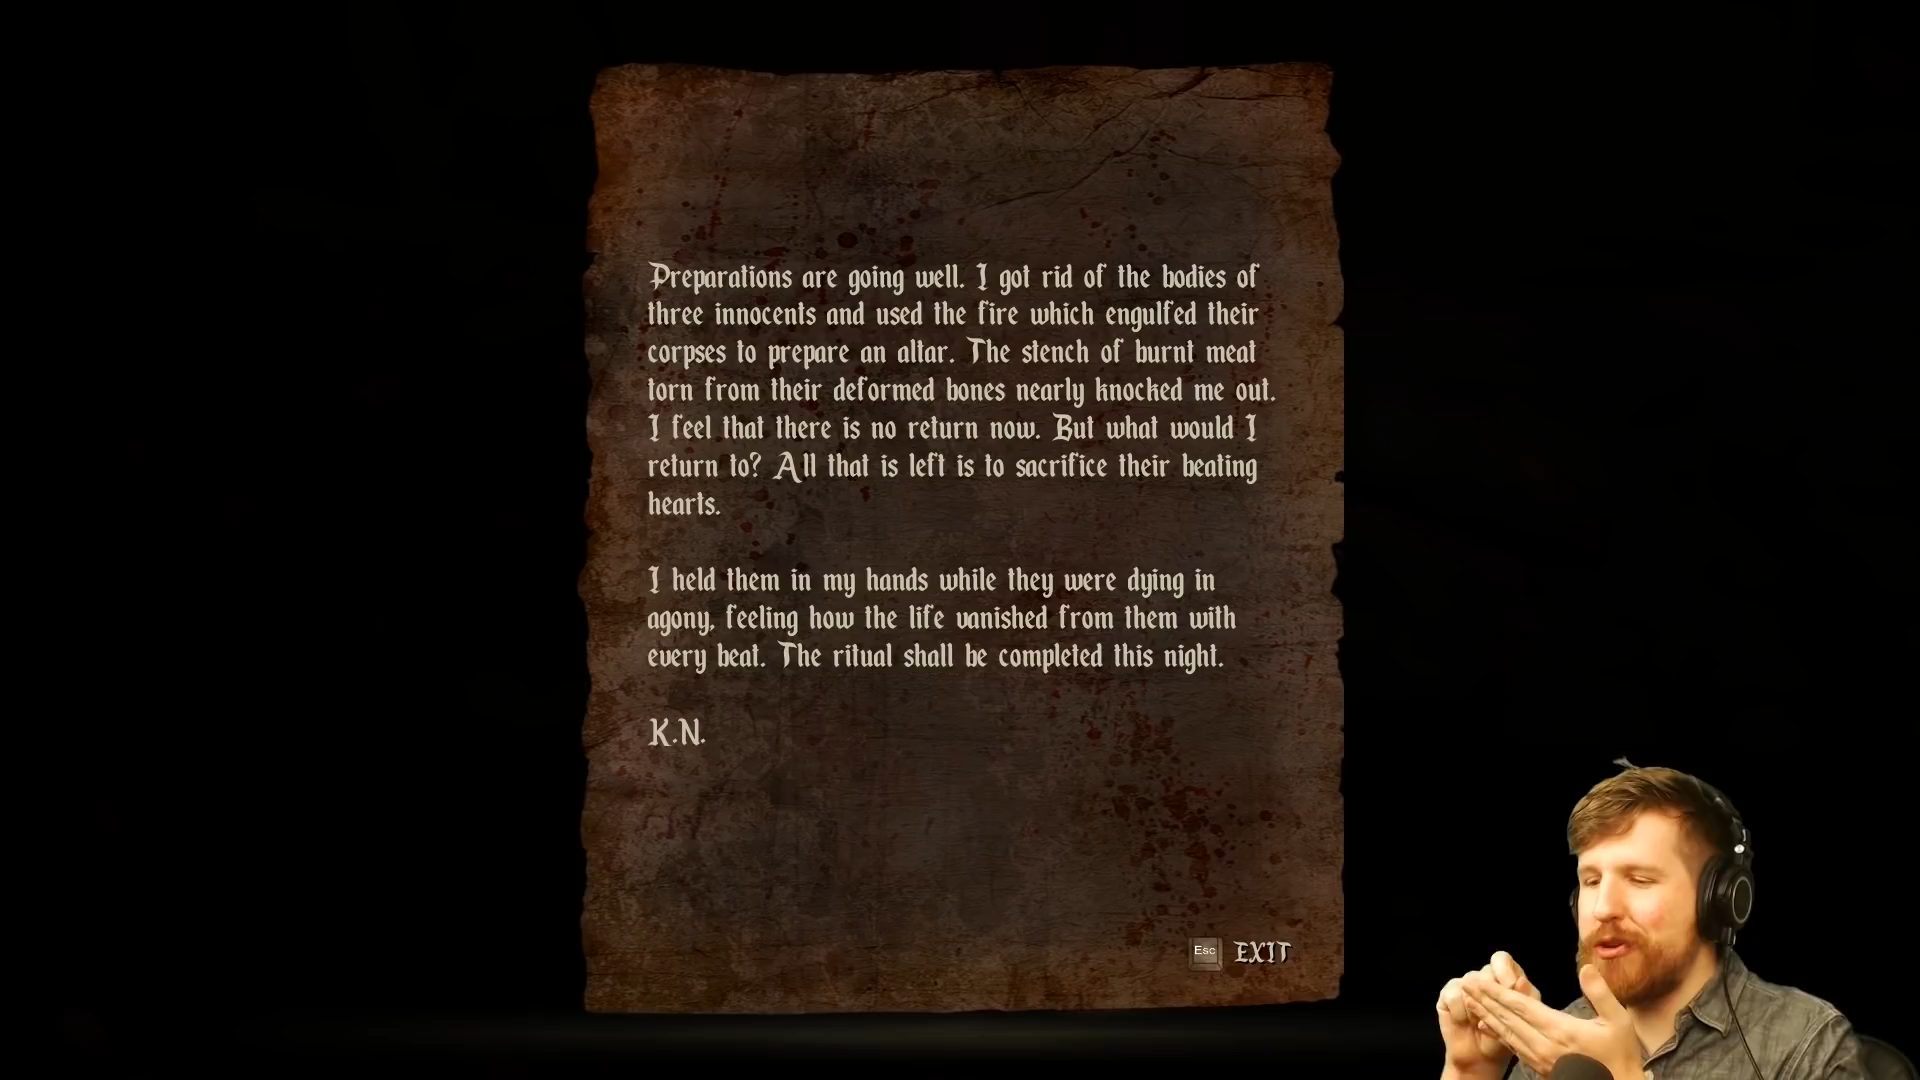 Preparations are going well. I got rid of the bodies of
three innocents and used the fire which engulfed their
corpses to prepare an altar. The stench of burnt meat
torn from their deformed bones nearly knocked me out.
I feel that there is no return now. But what would I
return to? All that is left is to sacrifice their beating
hearts.
I held them in my hands while they were dying in
agony, feeling how the life vanished from them with
every beat. The ritual shall be completed this night.
K.N.
Esc EXIT